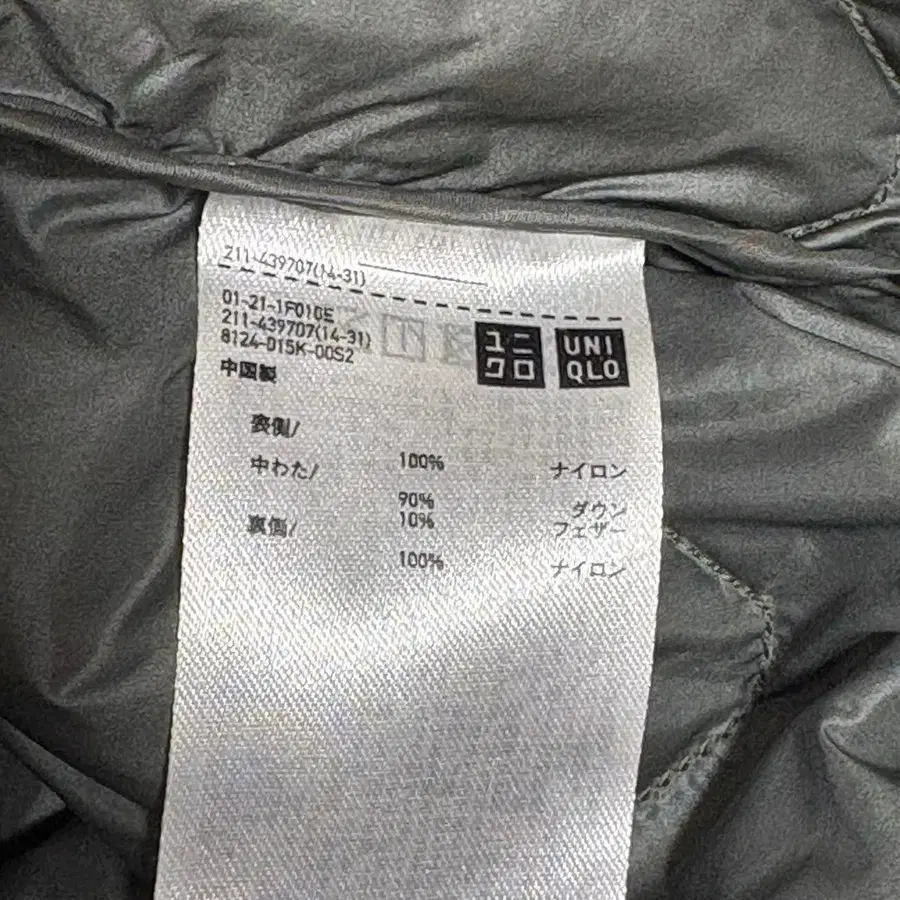 211-439707(14-31)
01-21-1F010E
211-439707(14-31)
8124-D15K-00S2
中国製
ユニ
クロ
UNI
QLO
表側/
100% ナイロン
中わた/
90% ダウン
10% フェザー
裏側/
100% ナイロン